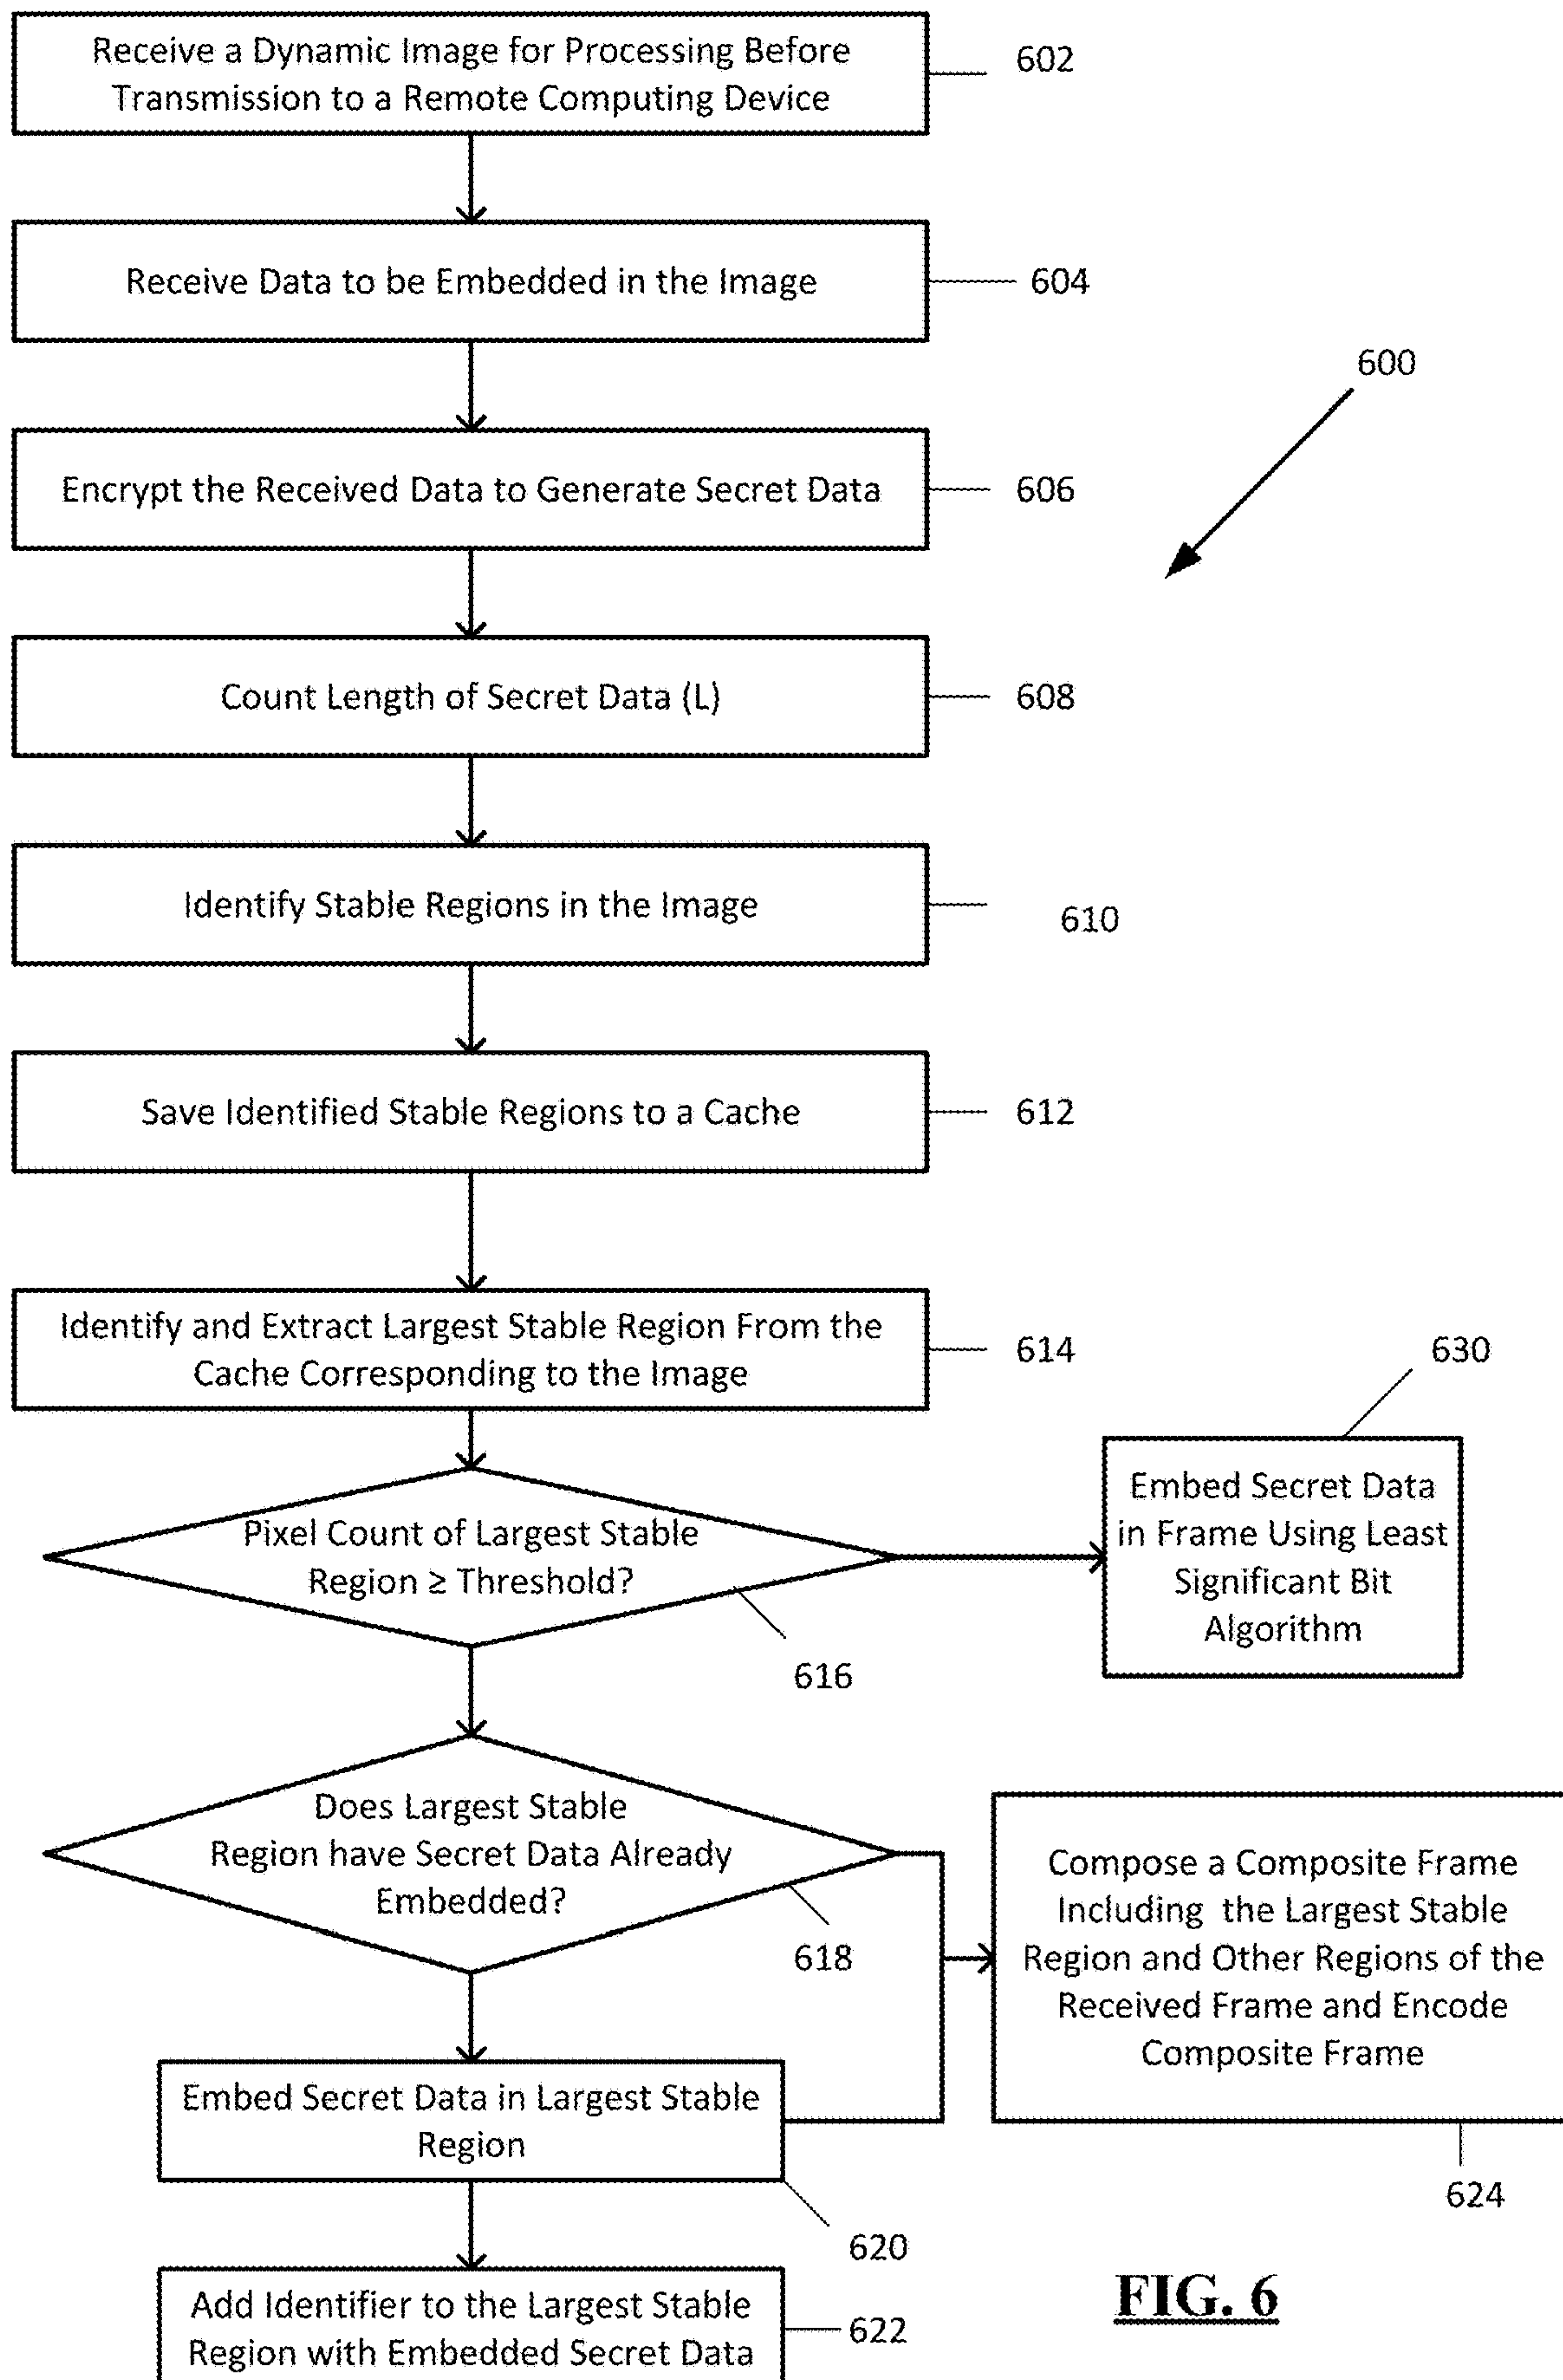 Receive a Dynamic Image for Processing Before
Transmission to a Remote Computing Device
602
Receive Data to be Embedded in the Image
604
600
Encrypt the Received Data to Generate Secret Data
606
Count Length of Secret Data (L)
608
Identify Stable Regions in the Image
610
Save Identified Stable Regions to a Cache
612
Identify and Extract Largest Stable Region From the
Cache Corresponding to the Image
614
630
Pixel Count of Largest Stable
Region ≥ Threshold?
616
Embed Secret Data
in Frame Using Least
Significant Bit
Algorithm
Does Largest Stable
Region have Secret Data Already
Embedded?
618
Compose a Composite Frame
Including the Largest Stable
Region and Other Regions of the
Received Frame and Encode
Composite Frame
624
Embed Secret Data in Largest Stable
Region
620
Add Identifier to the Largest Stable
Region with Embedded Secret Data
622
FIG. 6